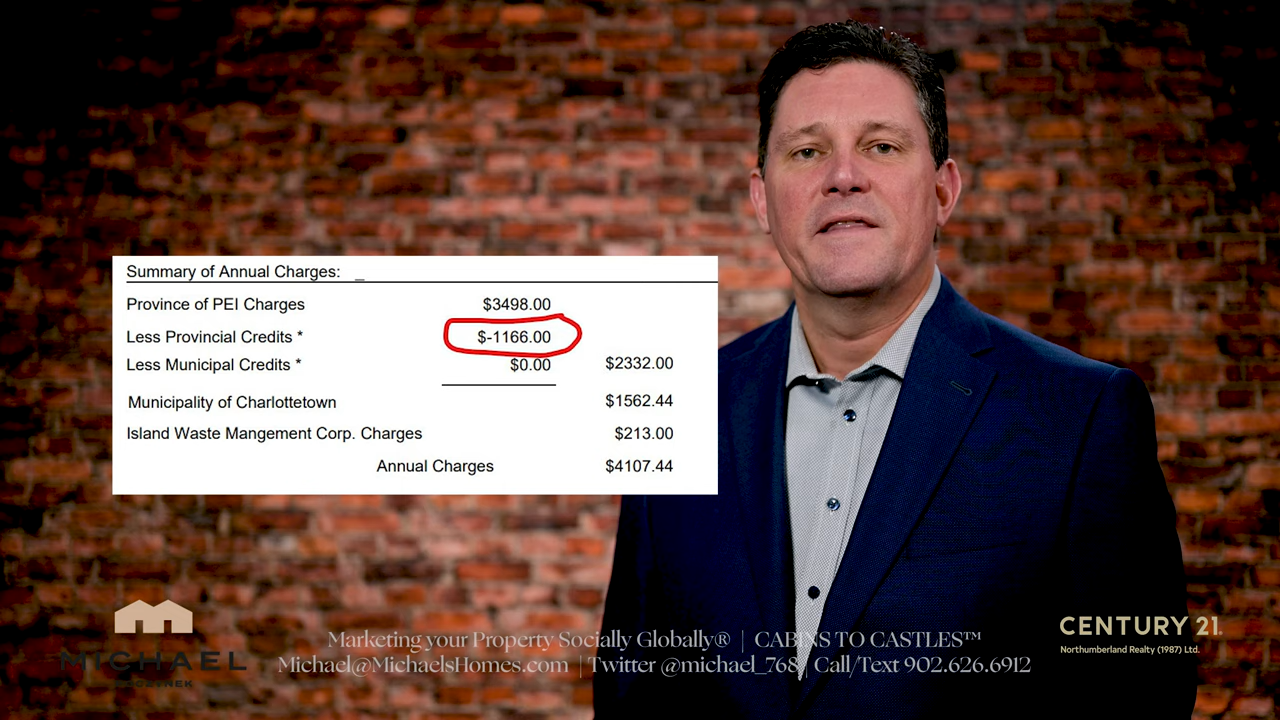 Summary of Annual Charges: _
Province of PEI Charges $3498.00
Less Provincial Credits * $-1166.00
Less Municipal Credits * $0.00 $2332.00
Municipality of Charlottetown $1562.44
Island Waste Mangement Corp. Charges $213.00
Annual Charges $4107.44
Marketing your Property Socially Globally® | CABINS TO CASTLES™
Michael@MichaelsHomes.com | Twitter @michael_768 | Call/Text 902.626.6912
MICHAEL
CENTURY 21®
Northumberland Realty (1987) Ltd.